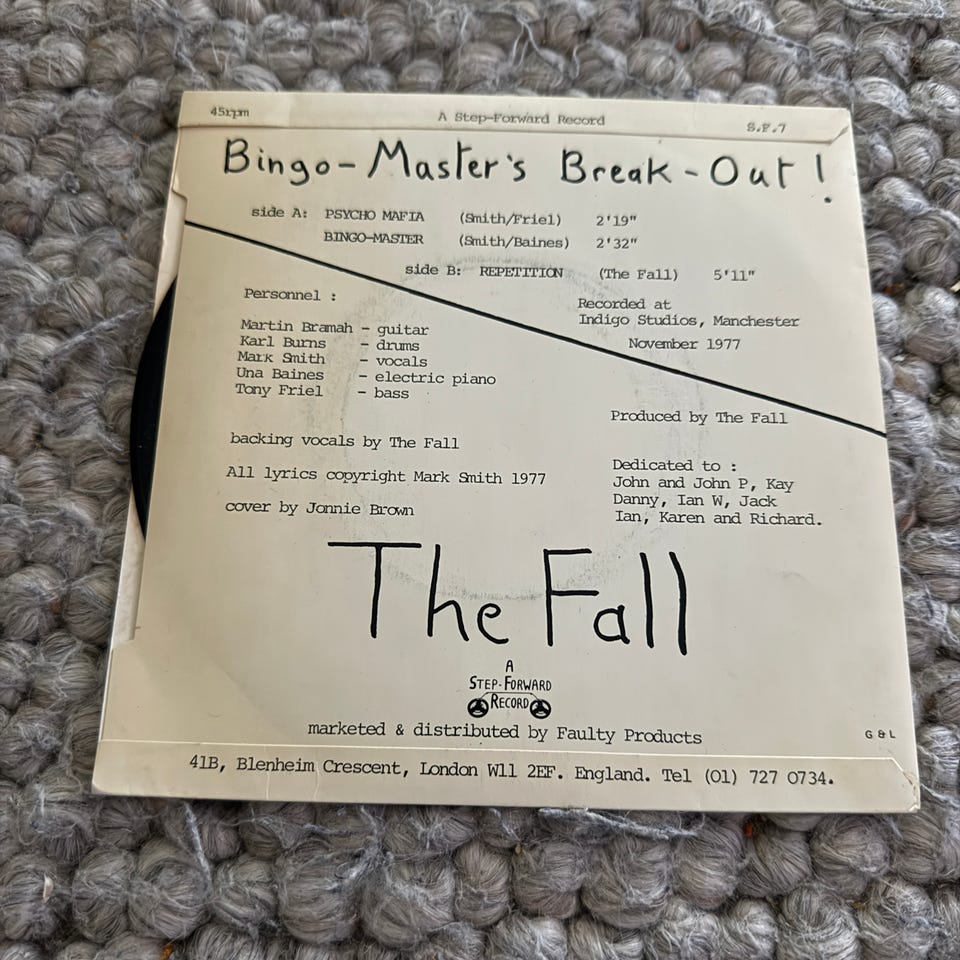 45rpm A Step-Forward Record S.F.7
Bingo-Master's Break-Out!
side A: PSYCHO MAFIA (Smith/Friel) 2'19"
BINGO-MASTER (Smith/Baines) 2'32"
side B: REPETITION (The Fall) 5'11"
Personnel :
Martin Bramah - guitar
Karl Burns - drums
Mark Smith - vocals
Una Baines - electric piano
Tony Friel - bass
backing vocals by The Fall
All lyrics copyright Mark Smith 1977
cover by Jonnie Brown
Recorded at
Indigo Studios, Manchester
November 1977
Produced by The Fall
Dedicated to :
John and John P, Kay
Danny, Ian W, Jack
Ian, Karen and Richard.
The Fall
A
STEP-FORWARD
RECORD
marketed & distributed by Faulty Products
G & L
41B, Blenheim Crescent, London W11 2EF. England. Tel (01) 727 0734.